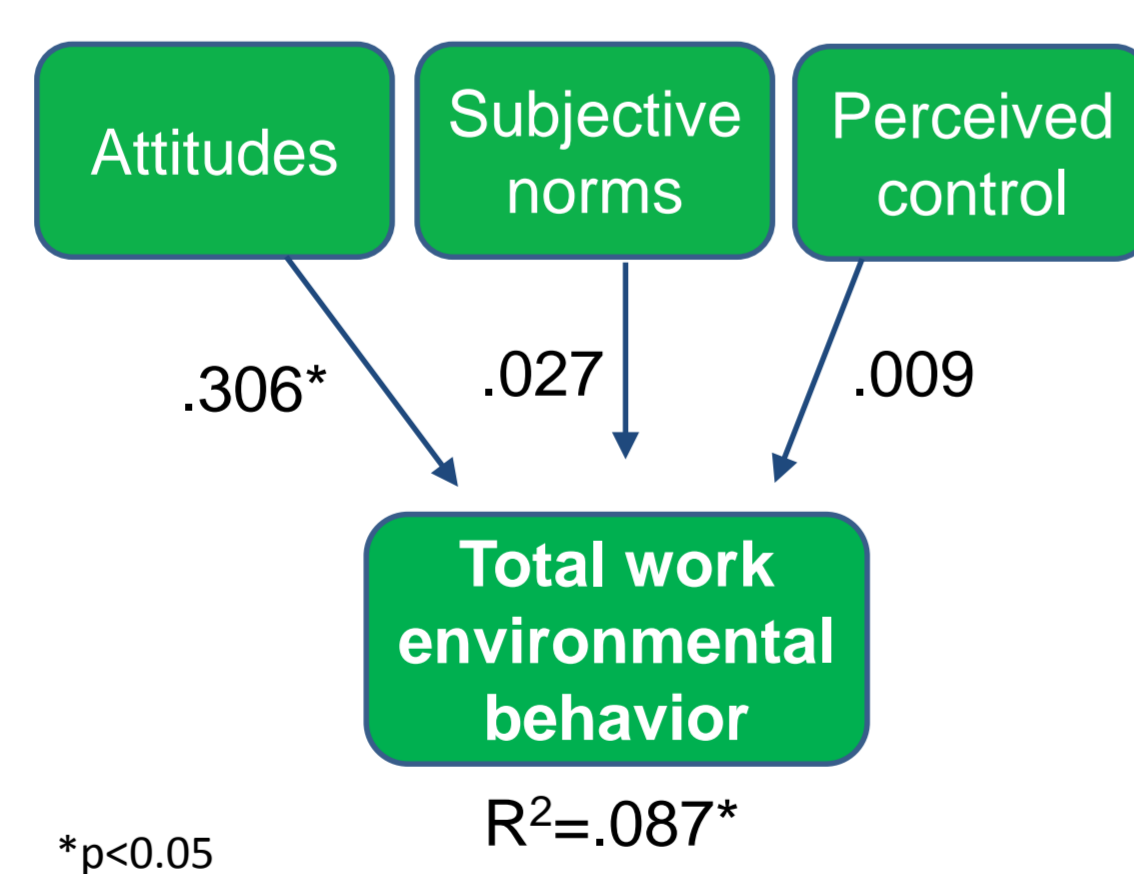 Attitudes
Subjective
norms
Perceived
control
.306*
.027
.009
Total work
environmental
behavior
R²=.087*
*p<0.05